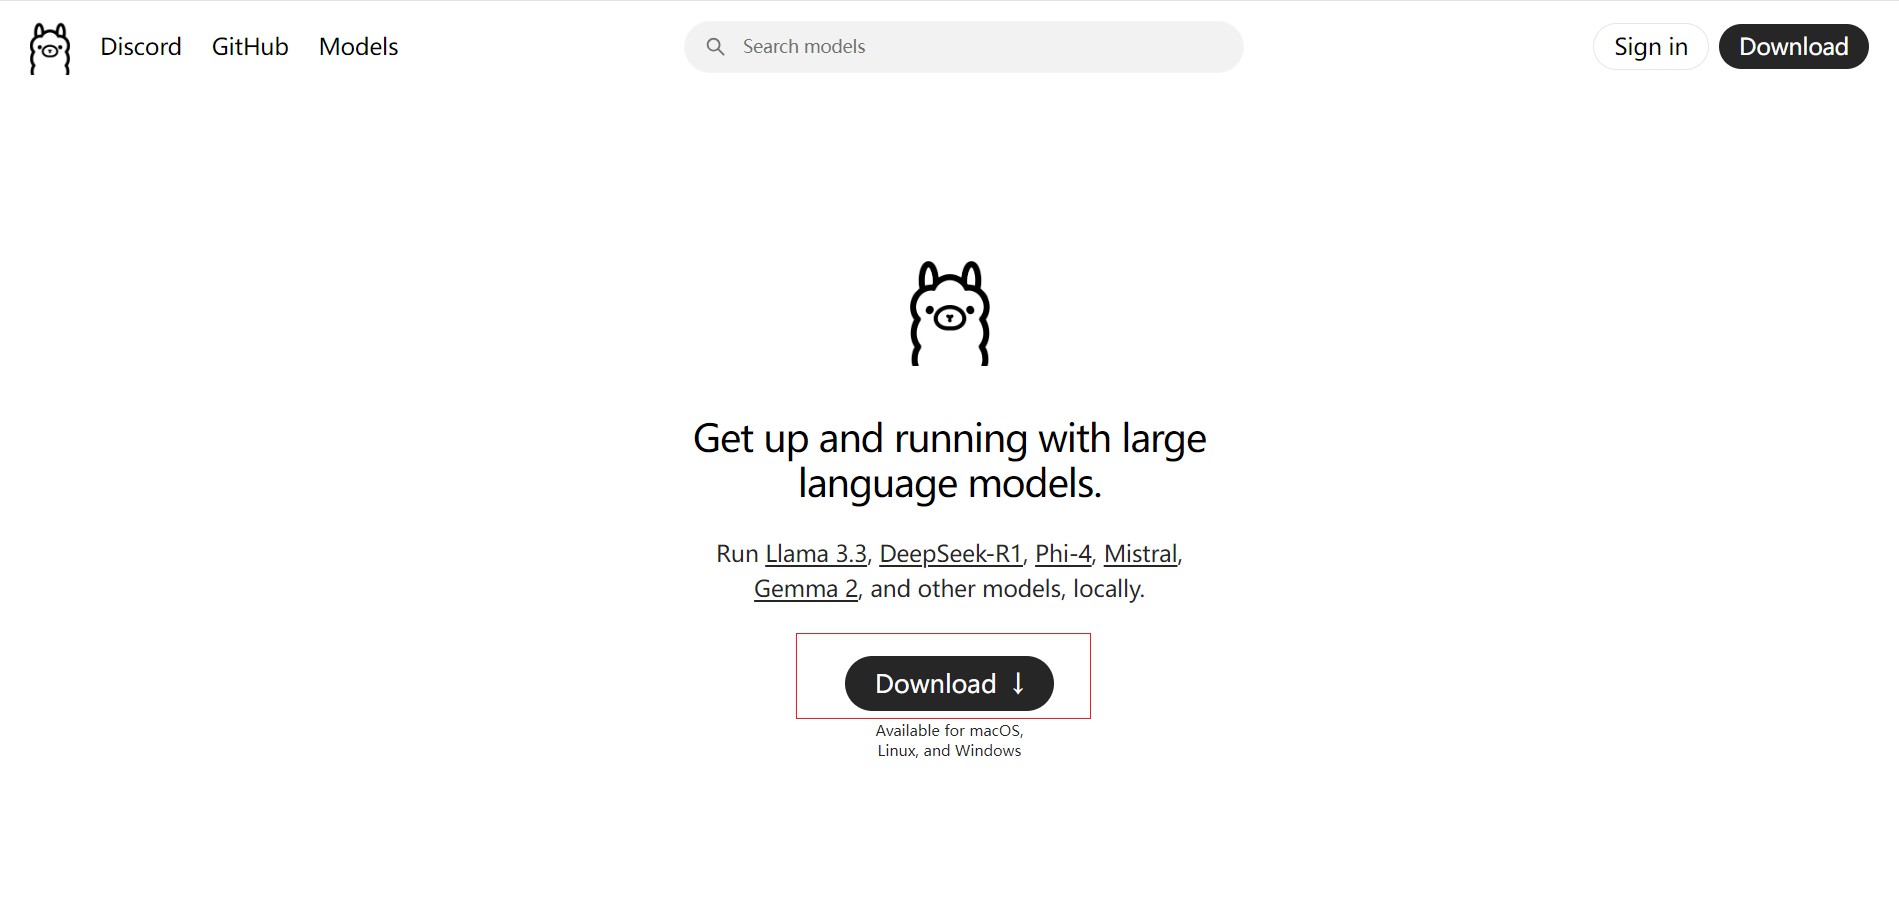 Discord GitHub Models Search models Sign in Download
Get up and running with large
language models.
Run Llama 3.3, DeepSeek-R1, Phi-4, Mistral,
Gemma 2, and other models, locally.
Download ↓
Available for macOS,
Linux, and Windows